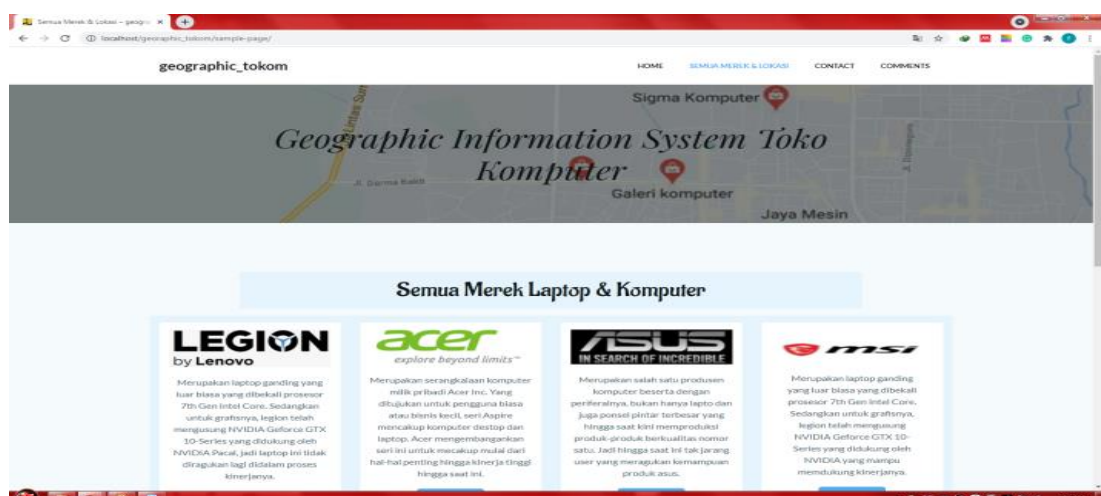 Semua Merek & Lokasi – geogr
localhost/geographic_tokom/sample-page/
geographic_tokom
HOME
SEMUA MEREK & LOKASI
CONTACT
COMMENTS
Sigma Komputer
Geographic Information System Toko
Komputer
Jl. Darma Bakti
Galeri komputer
Jaya Mesin
Semua Merek Laptop & Komputer
LEGION
by Lenovo
Merupakan laptop ganding yang
luar biasa yang dibekali prosesor
7th Gen Intel Core. Sedangkan
untuk grafisnya, legion telah
mengusung NVIDIA Geforce GTX
10-Series yang didukung oleh
NVIDIA Pacal, jadi laptop ini tidak
diragukan lagi didalam proses
kinerjanya.
acer
explore beyond limits™
Merupakan serangkalaan komputer
milik pribadi Acer Inc. Yang
ditujukan untuk pengguna biasa
atau bisnis kecil, seri Aspire
mencakup komputer destop dan
laptop. Acer mengembangankan
seri ini untuk mecakup mulai dari
hal-hal penting hingga kinerja tinggi
hingga saat ini.
ASUS
IN SEARCH OF INCREDIBLE
Merupakan salah satu produsen
komputer beserta dengan
periferalnya, bukan hanya lapto dan
juga ponsel pintar terbesar yang
hingga saat kini memproduksi
produk-produk berkualitas nomor
satu. Jadi hingga saat ini tak jarang
user yang meragukan kemampuan
produk asus.
msi
Merupakan laptop ganding
yang luar biasa yang dibekali
prosesor 7th Gen Intel Core.
Sedangkan untuk grafisnya,
legion telah mengusung
NVIDIA Geforce GTX 10-
Series yang didukung oleh
NVIDIA yang mampu
memdukung kinerjanya.